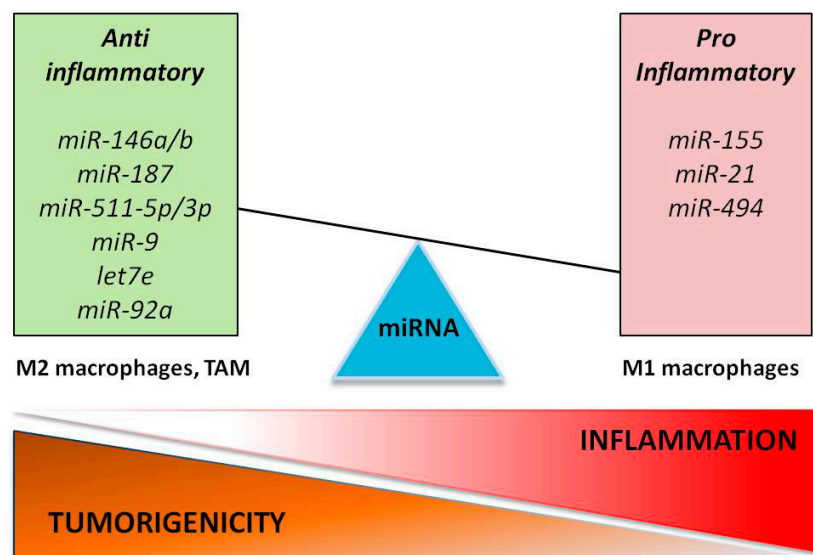 Anti
inflammatory
miR-146a/b
miR-187
miR-511-5p/3p
miR-9
let7e
miR-92a
Pro
Inflammatory
miR-155
miR-21
miR-494
miRNA
M2 macrophages, TAM
M1 macrophages
INFLAMMATION
TUMORIGENICITY